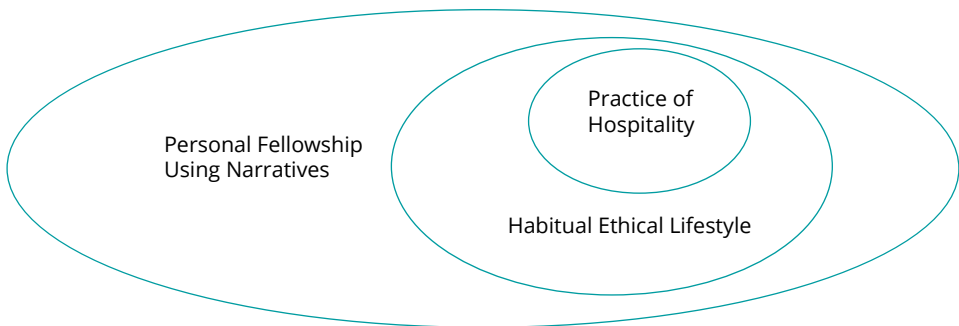 Practice of
Hospitality
Personal Fellowship
Using Narratives
Habitual Ethical Lifestyle